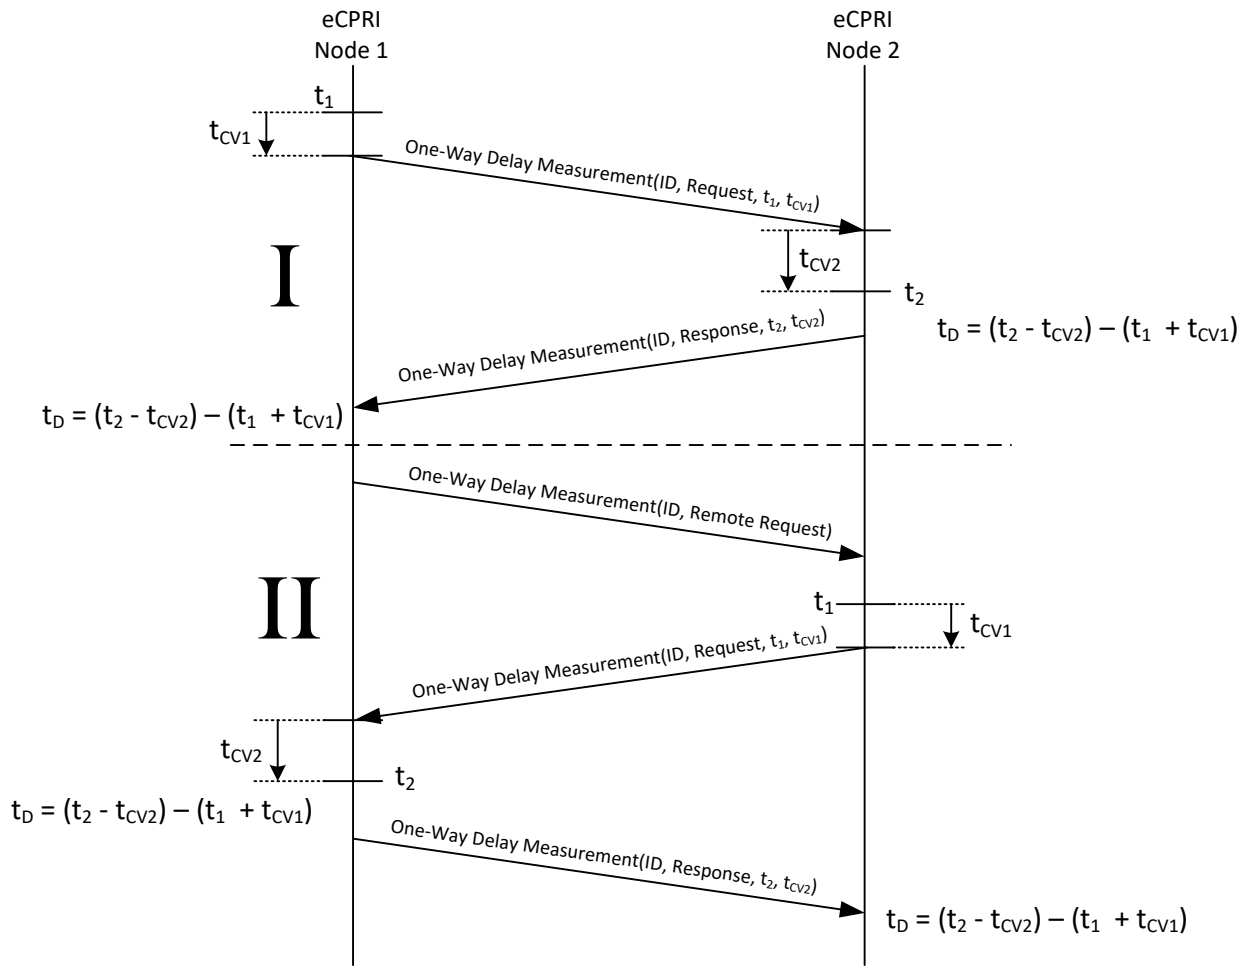 eCPRI
Node 1
eCPRI
Node 2
t1
tCV1
One-Way Delay Measurement(ID, Request, t1, tCV1)
I
tCV2
t2
One-Way Delay Measurement(ID, Response, t2, tCV2)
tD = (t2 - tCV2) – (t1 + tCV1)
tD = (t2 - tCV2) – (t1 + tCV1)
One-Way Delay Measurement(ID, Remote Request)
II
t1
tCV1
One-Way Delay Measurement(ID, Request, t1, tCV1)
tCV2
t2
tD = (t2 - tCV2) – (t1 + tCV1)
One-Way Delay Measurement(ID, Response, t2, tCV2)
tD = (t2 - tCV2) – (t1 + tCV1)